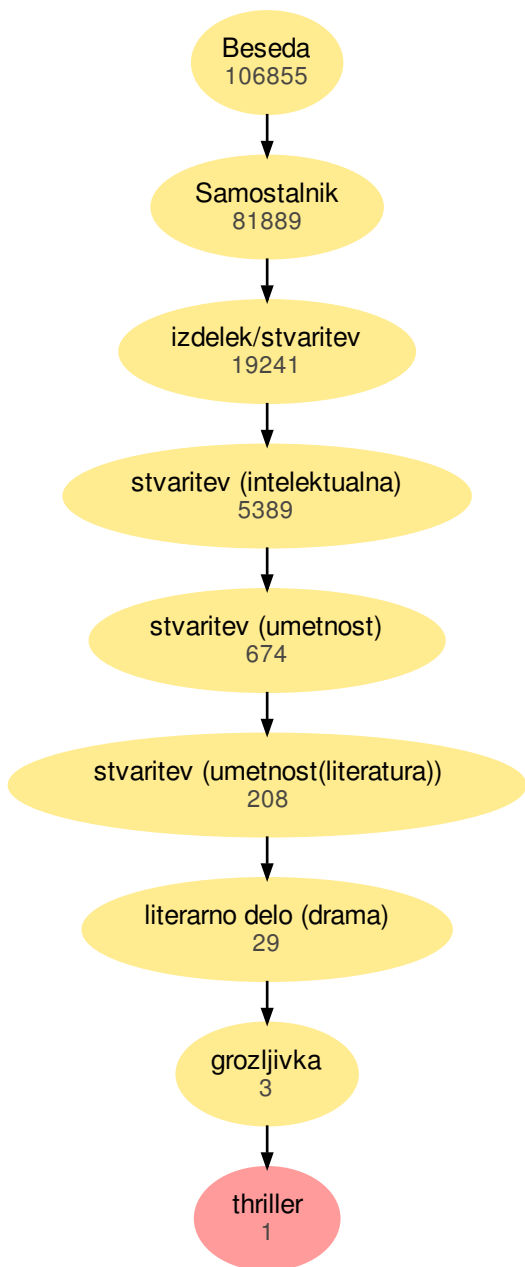 Beseda
106855
Samostalnik
81889
izdelek/stvaritev
19241
stvaritev (intelektualna)
5389
stvaritev (umetnost)
674
stvaritev (umetnost(literatura))
208
literarno delo (drama)
29
grozljivka
3
thriller
1